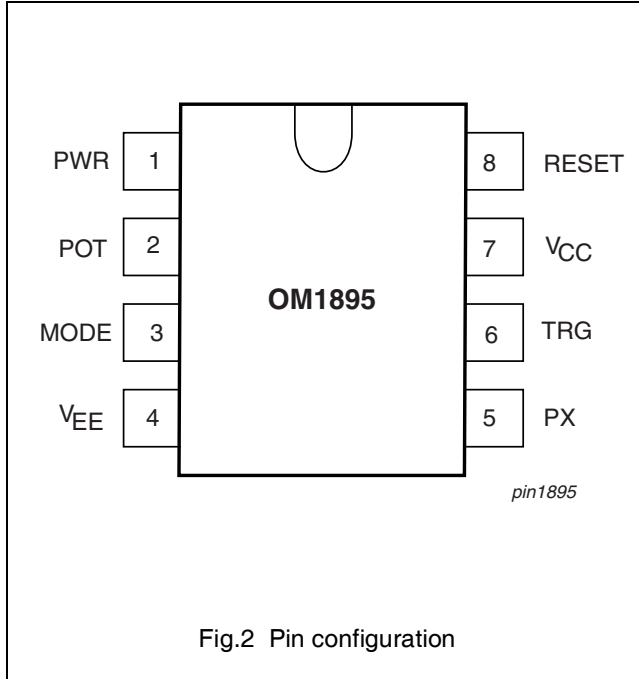 PWR 1
8 RESET
POT 2
7 VCC
OM1895
MODE 3
6 TRG
VEE 4
5 PX
pin1895
Fig.2 Pin configuration